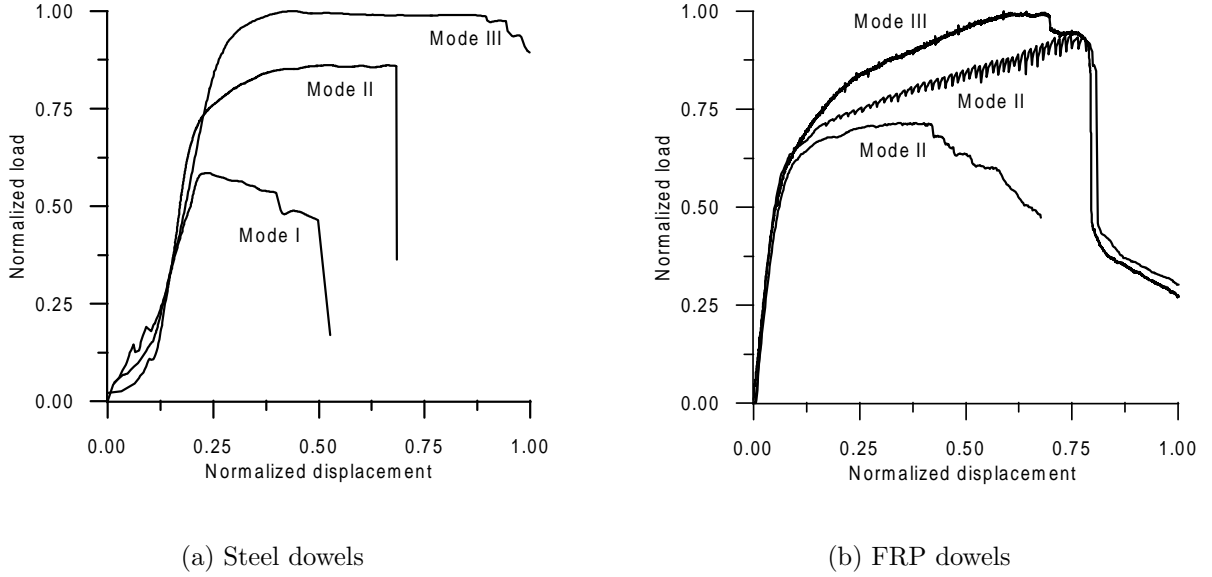 1.00
0.75
0.50
0.25
0.00
Normalized load
Mode III
Mode II
Mode I
0.00 0.25 0.50 0.75 1.00
Normalized displacement
(a) Steel dowels
1.00
0.75
0.50
0.25
0.00
Normalized load
Mode III
Mode II
Mode II
0.00 0.25 0.50 0.75 1.00
Normalized displacement
(b) FRP dowels